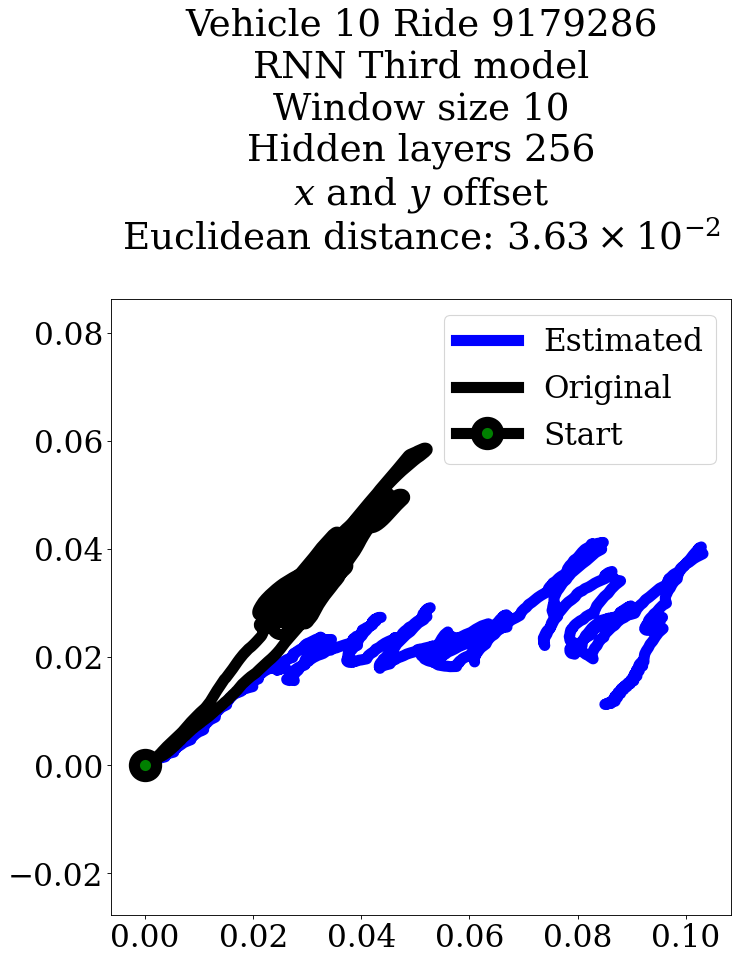 Vehicle 10 Ride 9179286
RNN Third model
Window size 10
Hidden layers 256
x and y offset
Euclidean distance: 3.63 × 10⁻²
Estimated
Original
Start
0.08
0.06
0.04
0.02
0.00
−0.02
0.00 0.02 0.04 0.06 0.08 0.10